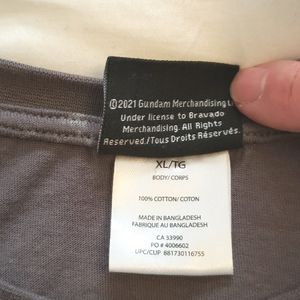 ©2021 Gundam Merchandising
Under license to Bravado
Merchandising. All Rights
Reserved./Tous Droits Réservés.
XL/TG
BODY/ CORPS
100% COTTON/ COTON
MADE IN BANGLADESH
FABRIQUE AU BANGLADESH
CA 33990
PO # 4006602
UPC/CUP 881730116755